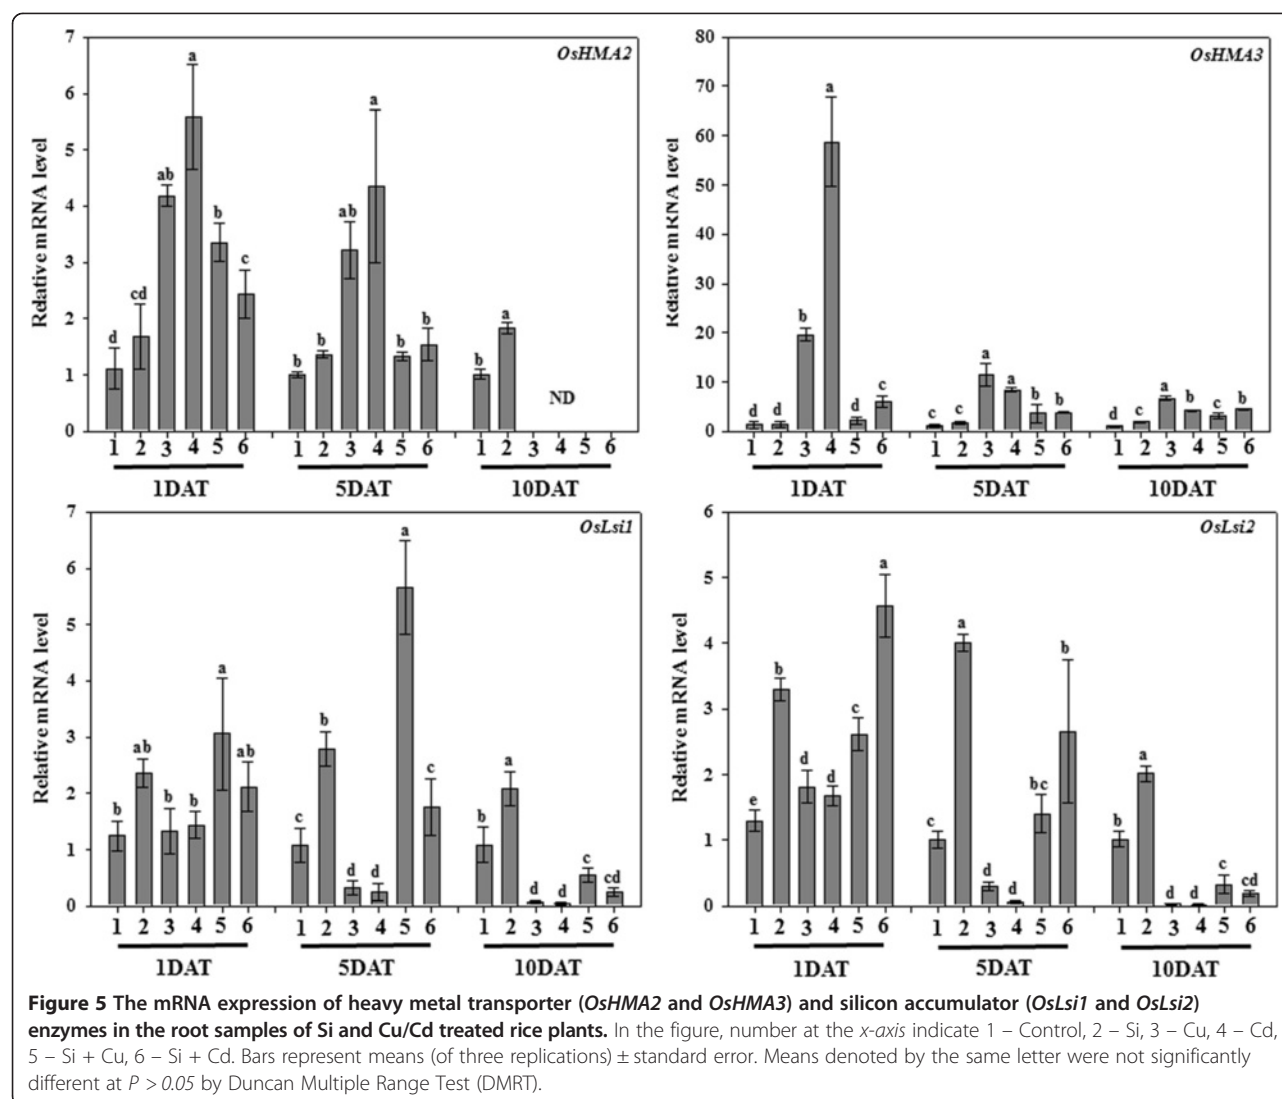 OsHMA2
Relative mRNA level
7
6
5
4
3
2
1
0
d
cd
ab
a
b
c
b
b
ab
a
b
b
b
a
ND
1 2 3 4 5 6 1 2 3 4 5 6 1 2 3 4 5 6
1DAT 5DAT 10DAT
OsHMA3
Relative mRNA level
80
70
60
50
40
30
20
10
0
d
d
b
a
d
c
c
c
a
a
b
b
d
c
a
b
c
b
1 2 3 4 5 6 1 2 3 4 5 6 1 2 3 4 5 6
1DAT 5DAT 10DAT
OsLsi1
Relative mRNA level
7
6
5
4
3
2
1
0
b
ab
b
b
a
ab
c
b
d
d
a
c
b
a
d
d
c
cd
1 2 3 4 5 6 1 2 3 4 5 6 1 2 3 4 5 6
1DAT 5DAT 10DAT
OsLsi2
Relative mRNA level
6
5
4
3
2
1
0
e
b
d
d
c
a
c
a
d
d
bc
b
b
a
d
d
c
cd
1 2 3 4 5 6 1 2 3 4 5 6 1 2 3 4 5 6
1DAT 5DAT 10DAT
Figure 5 The mRNA expression of heavy metal transporter (OsHMA2 and OsHMA3) and silicon accumulator (OsLsi1 and OsLsi2)
enzymes in the root samples of Si and Cu/Cd treated rice plants. In the figure, number at the x-axis indicate 1 – Control, 2 – Si, 3 – Cu, 4 – Cd,
5 – Si + Cu, 6 – Si + Cd. Bars represent means (of three replications) ± standard error. Means denoted by the same letter were not significantly
different at P > 0.05 by Duncan Multiple Range Test (DMRT).